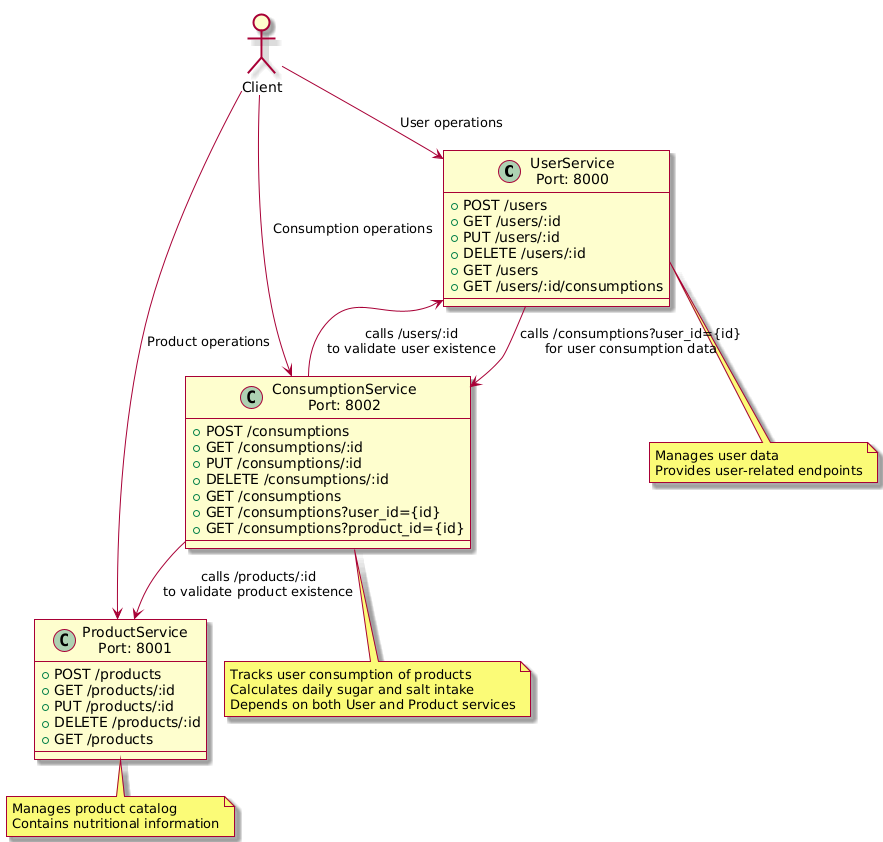 Client
User operations
C
UserService
Port: 8000
POST /users
GET /users/:id
PUT /users/:id
DELETE /users/:id
GET /users
GET /users/:id/consumptions
Consumption operations
Product operations
calls /users/:id
to validate user existence
calls /consumptions?user_id={id}
for user consumption data
C
ConsumptionService
Port: 8002
POST /consumptions
GET /consumptions/:id
PUT /consumptions/:id
DELETE /consumptions/:id
GET /consumptions
GET /consumptions?user_id={id}
GET /consumptions?product_id={id}
Manages user data
Provides user-related endpoints
calls /products/:id
to validate product existence
C
ProductService
Port: 8001
POST /products
GET /products/:id
PUT /products/:id
DELETE /products/:id
GET /products
Tracks user consumption of products
Calculates daily sugar and salt intake
Depends on both User and Product services
Manages product catalog
Contains nutritional information